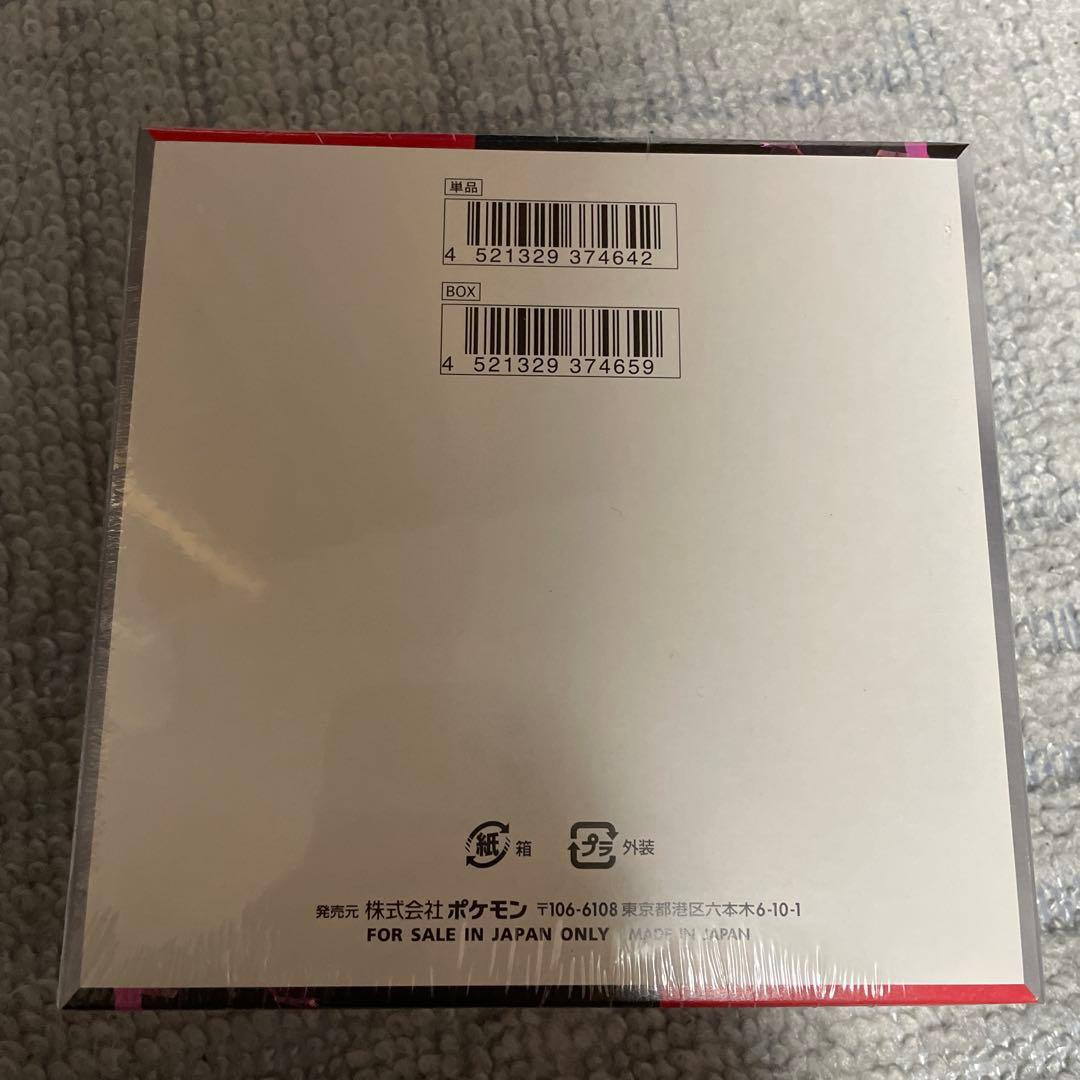 単品
4 521329 374642
BOX
4 521329 374659
紙 箱 プラ 外装
発売元 株式会社ポケモン 〒106-6108 東京都港区六本木6-10-1
FOR SALE IN JAPAN ONLY MADE IN JAPAN